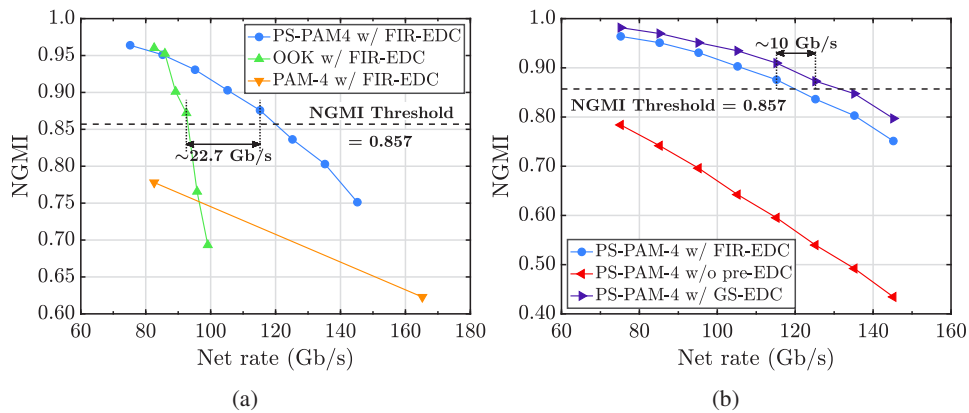 1.00
0.95
0.90
0.85
0.80
0.75
0.70
0.65
0.60
NGMI
PS-PAM4 w/ FIR-EDC
OOK w/ FIR-EDC
PAM-4 w/ FIR-EDC
NGMI Threshold
= 0.857
~22.7 Gb/s
60 80 100 120 140 160 180
Net rate (Gb/s)
(a)
1.00
0.90
0.80
0.70
0.60
0.50
0.40
NGMI
~10 Gb/s
NGMI Threshold = 0.857
PS-PAM-4 w/ FIR-EDC
PS-PAM-4 w/o pre-EDC
PS-PAM-4 w/ GS-EDC
60 80 100 120 140 160
Net rate (Gb/s)
(b)